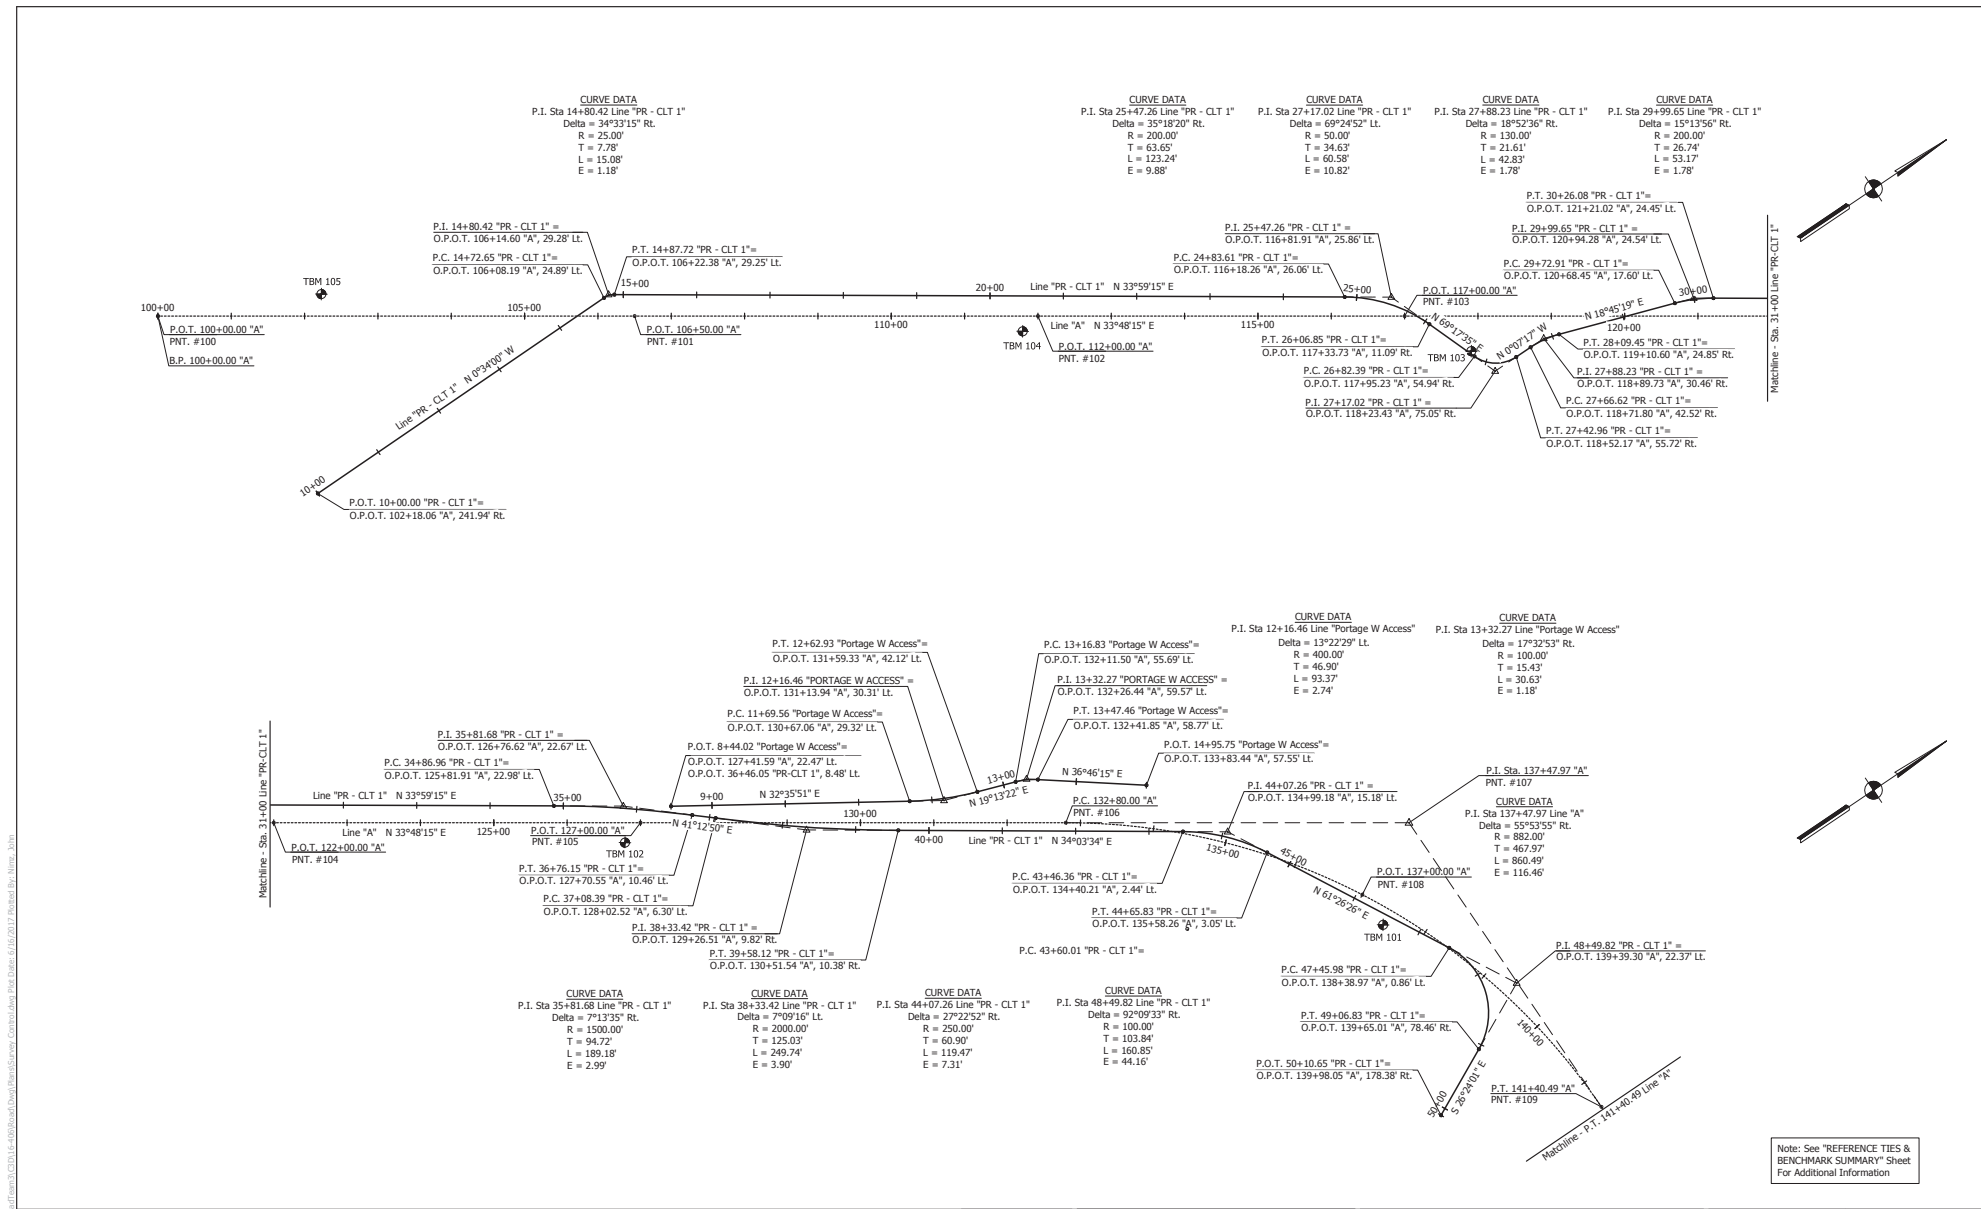 CURVE DATA
P.I. Sta 14+80.42 Line "PR - CLT 1"
Delta = 34°33'15" Rt.
R = 25.00'
T = 7.78'
L = 15.08'
E = 1.18'
CURVE DATA
P.I. Sta 25+47.26 Line "PR - CLT 1"
Delta = 35°18'20" Rt.
R = 200.00'
T = 63.65'
L = 123.24'
E = 9.88'
CURVE DATA
P.I. Sta 27+17.02 Line "PR - CLT 1"
Delta = 69°24'52" Lt.
R = 50.00'
T = 34.63'
L = 60.58'
E = 10.82'
CURVE DATA
P.I. Sta 27+88.23 Line "PR - CLT 1"
Delta = 18°52'36" Rt.
R = 130.00'
T = 21.61'
L = 42.83'
E = 1.78'
CURVE DATA
P.I. Sta 29+99.65 Line "PR - CLT 1"
Delta = 15°13'56" Rt.
R = 200.00'
T = 26.74'
L = 53.17'
E = 1.78'
P.I. 14+80.42 "PR - CLT 1" =
O.P.O.T. 106+14.60 "A", 29.28' Lt.
P.C. 14+72.65 "PR - CLT 1"=
O.P.O.T. 106+08.19 "A", 24.89' Lt.
P.T. 14+87.72 "PR - CLT 1"=
O.P.O.T. 106+22.38 "A", 29.25' Lt.
P.I. 25+47.26 "PR - CLT 1" =
O.P.O.T. 116+81.91 "A", 25.86' Lt.
P.C. 24+83.61 "PR - CLT 1"=
O.P.O.T. 116+18.26 "A", 26.06' Lt.
P.T. 30+26.08 "PR - CLT 1"=
O.P.O.T. 121+21.02 "A", 24.45' Lt.
P.I. 29+99.65 "PR - CLT 1" =
O.P.O.T. 120+94.28 "A", 24.54' Lt.
P.C. 29+72.91 "PR - CLT 1"=
O.P.O.T. 120+68.45 "A", 17.60' Lt.
TBM 105
100+00
105+00
15+00
20+00
Line "PR - CLT 1" N 33°59'15" E
25+00
30+00
Matchline - Sta. 31+00 Line "PR-CLT 1"
P.O.T. 100+00.00 "A"
PNT. #100
B.P. 100+00.00 "A"
P.O.T. 106+50.00 "A"
PNT. #101
110+00
TBM 104
Line "A" N 33°48'15" E
P.O.T. 112+00.00 "A"
PNT. #102
115+00
P.O.T. 117+00.00 "A"
PNT. #103
N 69°17'35" E
TBM 103
N 0°07'17" W
N 18°45'19" E
120+00
P.T. 26+06.85 "PR - CLT 1"=
O.P.O.T. 117+33.73 "A", 11.09' Rt.
P.C. 26+82.39 "PR - CLT 1"=
O.P.O.T. 117+95.23 "A", 54.94' Rt.
P.I. 27+17.02 "PR - CLT 1" =
O.P.O.T. 118+23.43 "A", 75.05' Rt.
P.T. 28+09.45 "PR - CLT 1"=
O.P.O.T. 119+10.60 "A", 24.85' Rt.
P.I. 27+88.23 "PR - CLT 1" =
O.P.O.T. 118+89.73 "A", 30.46' Rt.
P.C. 27+66.62 "PR - CLT 1"=
O.P.O.T. 118+71.80 "A", 42.52' Rt.
P.T. 27+42.96 "PR - CLT 1"=
O.P.O.T. 118+52.17 "A", 55.72' Rt.
Line "PR - CLT 1" N 0°34'00" W
10+00
P.O.T. 10+00.00 "PR - CLT 1"=
O.P.O.T. 102+18.06 "A", 241.94' Rt.
CURVE DATA
P.I. Sta 12+16.46 Line "Portage W Access"
Delta = 13°22'29" Lt.
R = 400.00'
T = 46.90'
L = 93.37'
E = 2.74'
CURVE DATA
P.I. Sta 13+32.27 Line "Portage W Access"
Delta = 17°32'53" Rt.
R = 100.00'
T = 15.43'
L = 30.63'
E = 1.18'
P.T. 12+62.93 "Portage W Access"=
O.P.O.T. 131+59.33 "A", 42.12' Lt.
P.I. 12+16.46 "PORTAGE W ACCESS" =
O.P.O.T. 131+13.94 "A", 30.31' Lt.
P.C. 11+69.56 "Portage W Access"=
O.P.O.T. 130+67.06 "A", 29.32' Lt.
P.O.T. 8+44.02 "Portage W Access"=
O.P.O.T. 127+41.59 "A", 22.47' Lt.
O.P.O.T. 36+46.05 "PR-CLT 1", 8.48' Lt.
P.C. 13+16.83 "Portage W Access"=
O.P.O.T. 132+11.50 "A", 55.69' Lt.
P.I. 13+32.27 "PORTAGE W ACCESS" =
O.P.O.T. 132+26.44 "A", 59.57' Lt.
P.T. 13+47.46 "Portage W Access"=
O.P.O.T. 132+41.85 "A", 58.77' Lt.
P.O.T. 14+95.75 "Portage W Access"=
O.P.O.T. 133+83.44 "A", 57.55' Lt.
P.I. 35+81.68 "PR - CLT 1" =
O.P.O.T. 126+76.62 "A", 22.67' Lt.
P.C. 34+86.96 "PR - CLT 1"=
O.P.O.T. 125+81.91 "A", 22.98' Lt.
Matchline - Sta. 31+00 Line "PR-CLT 1"
Line "PR - CLT 1" N 33°59'15" E
35+00
9+00
N 32°35'51" E
N 19°13'22" E
13+00
N 36°46'15" E
P.I. 44+07.26 "PR - CLT 1" =
O.P.O.T. 134+99.18 "A", 15.18' Lt.
P.I. Sta. 137+47.97 "A"
PNT. #107
CURVE DATA
P.I. Sta 137+47.97 Line "A"
Delta = 55°53'55" Rt.
R = 882.00'
T = 467.97'
L = 860.49'
E = 116.46'
P.C. 132+80.00 "A"
PNT. #106
Line "A" N 33°48'15" E
125+00
P.O.T. 122+00.00 "A"
PNT. #104
P.O.T. 127+00.00 "A"
PNT. #105
TBM 102
N 41°12'50" E
130+00
40+00
Line "PR - CLT 1" N 34°03'34" E
135+00
45+00
P.T. 36+76.15 "PR - CLT 1"=
O.P.O.T. 127+70.55 "A", 10.46' Lt.
P.C. 37+08.39 "PR - CLT 1"=
O.P.O.T. 128+02.52 "A", 6.30' Lt.
P.I. 38+33.42 "PR - CLT 1" =
O.P.O.T. 129+26.51 "A", 9.82' Rt.
P.T. 39+58.12 "PR - CLT 1"=
O.P.O.T. 130+51.54 "A", 10.38' Rt.
P.C. 43+46.36 "PR - CLT 1"=
O.P.O.T. 134+40.21 "A", 2.44' Lt.
P.T. 44+65.83 "PR - CLT 1"=
O.P.O.T. 135+58.26 "A", 3.05' Lt.
P.C. 43+60.01 "PR - CLT 1"=
P.O.T. 137+00.00 "A"
PNT. #108
N 61°26'26" E
TBM 101
P.I. 48+49.82 "PR - CLT 1" =
O.P.O.T. 139+39.30 "A", 22.37' Lt.
P.C. 47+45.98 "PR - CLT 1"=
O.P.O.T. 138+38.97 "A", 0.86' Lt.
P.T. 49+06.83 "PR - CLT 1"=
O.P.O.T. 139+65.01 "A", 78.46' Rt.
P.O.T. 50+10.65 "PR - CLT 1"=
O.P.O.T. 139+98.05 "A", 178.38' Rt.
140+00
50+00
S 26°24'01" E
P.T. 141+40.49 "A"
PNT. #109
Matchline - P.T. 141+40.49 Line "A"
CURVE DATA
P.I. Sta 35+81.68 Line "PR - CLT 1"
Delta = 7°13'35" Rt.
R = 1500.00'
T = 94.72'
L = 189.18'
E = 2.99'
CURVE DATA
P.I. Sta 38+33.42 Line "PR - CLT 1"
Delta = 7°09'16" Lt.
R = 2000.00'
T = 125.03'
L = 249.74'
E = 3.90'
CURVE DATA
P.I. Sta 44+07.26 Line "PR - CLT 1"
Delta = 27°22'52" Rt.
R = 250.00'
T = 60.90'
L = 119.47'
E = 7.31'
CURVE DATA
P.I. Sta 48+49.82 Line "PR - CLT 1"
Delta = 92°09'33" Rt.
R = 100.00'
T = 103.84'
L = 160.85'
E = 44.16'
Note: See "REFERENCE TIES &
BENCHMARK SUMMARY" Sheet
For Additional Information